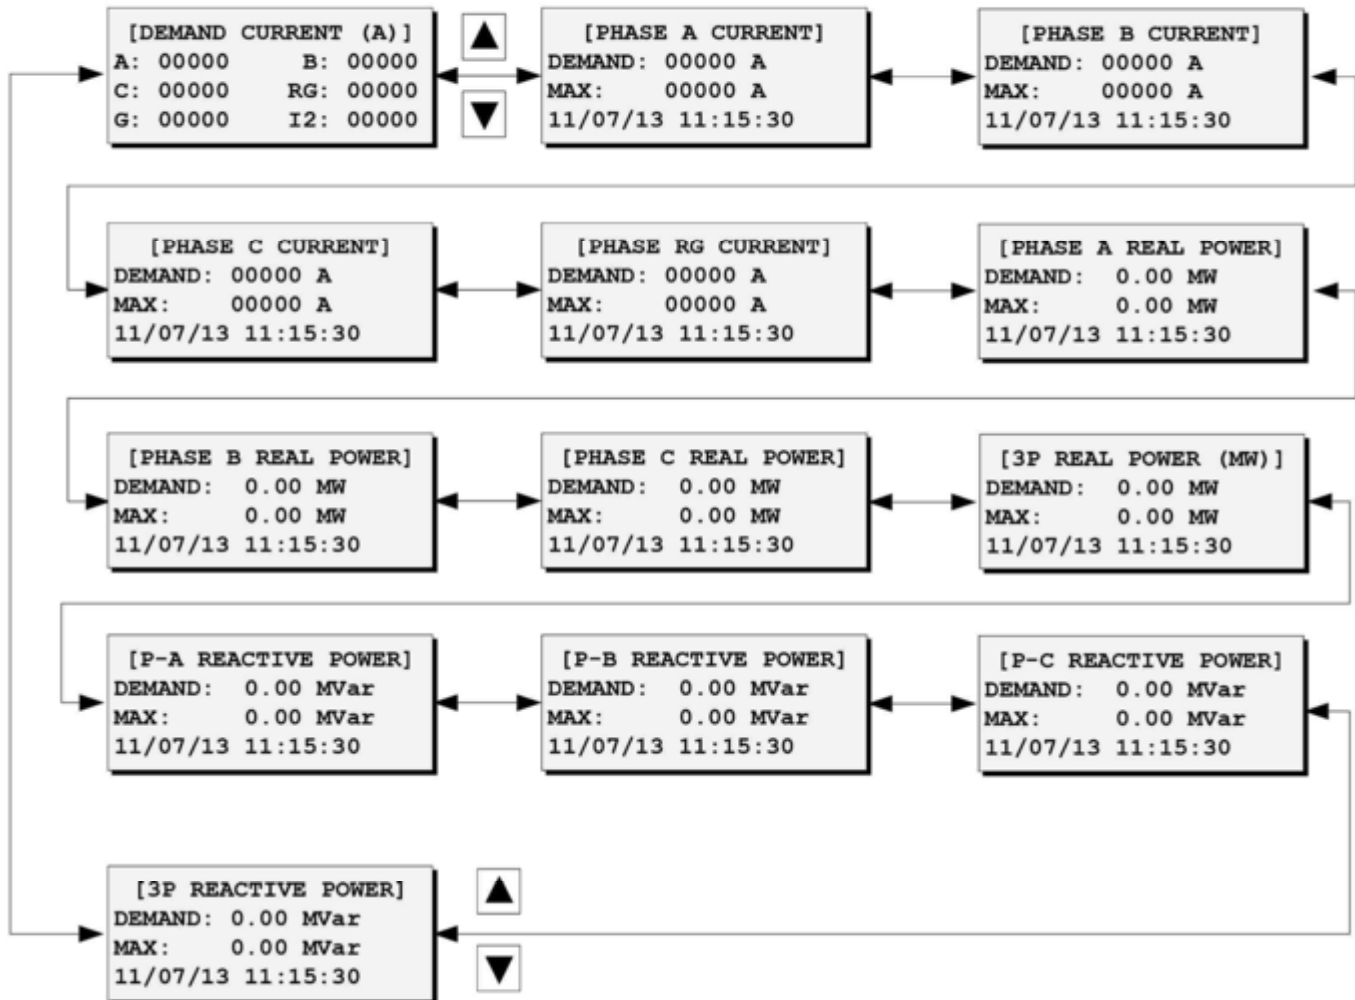 [DEMAND CURRENT (A)]
A: 00000 B: 00000
C: 00000 RG: 00000
G: 00000 I2: 00000
[PHASE A CURRENT]
DEMAND: 00000 A
MAX: 00000 A
11/07/13 11:15:30
[PHASE B CURRENT]
DEMAND: 00000 A
MAX: 00000 A
11/07/13 11:15:30
[PHASE C CURRENT]
DEMAND: 00000 A
MAX: 00000 A
11/07/13 11:15:30
[PHASE RG CURRENT]
DEMAND: 00000 A
MAX: 00000 A
11/07/13 11:15:30
[PHASE A REAL POWER]
DEMAND: 0.00 MW
MAX: 0.00 MW
11/07/13 11:15:30
[PHASE B REAL POWER]
DEMAND: 0.00 MW
MAX: 0.00 MW
11/07/13 11:15:30
[PHASE C REAL POWER]
DEMAND: 0.00 MW
MAX: 0.00 MW
11/07/13 11:15:30
[3P REAL POWER (MW)]
DEMAND: 0.00 MW
MAX: 0.00 MW
11/07/13 11:15:30
[P-A REACTIVE POWER]
DEMAND: 0.00 MVar
MAX: 0.00 MVar
11/07/13 11:15:30
[P-B REACTIVE POWER]
DEMAND: 0.00 MVar
MAX: 0.00 MVar
11/07/13 11:15:30
[P-C REACTIVE POWER]
DEMAND: 0.00 MVar
MAX: 0.00 MVar
11/07/13 11:15:30
[3P REACTIVE POWER]
DEMAND: 0.00 MVar
MAX: 0.00 MVar
11/07/13 11:15:30